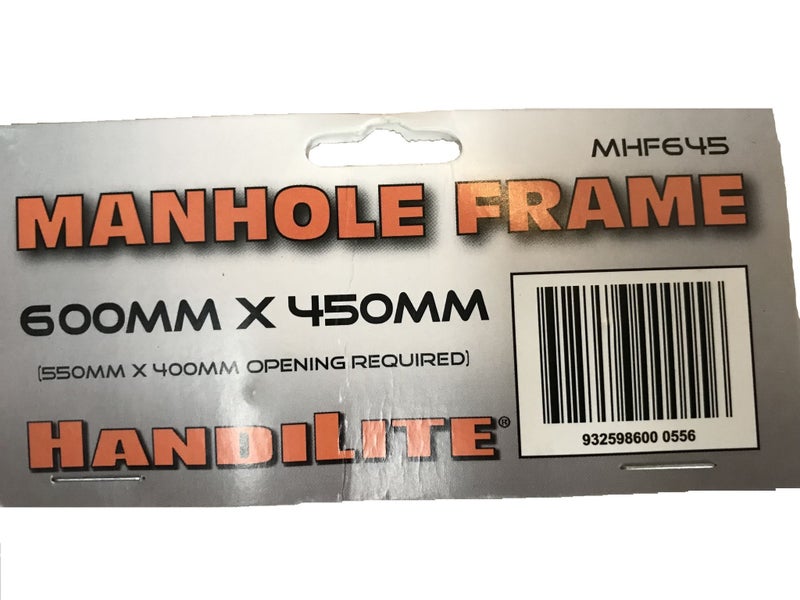 MHF645
MANHOLE FRAME
600MM X 450MM
(550MM X 400MM OPENING REQUIRED)
HANDILITE®
932598600 0556